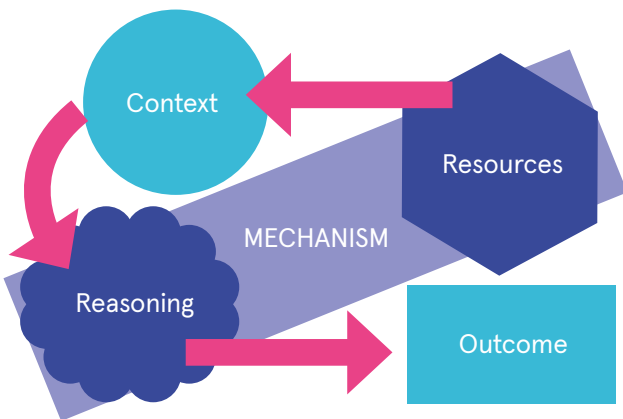 Context
Resources
MECHANISM
Reasoning
Outcome